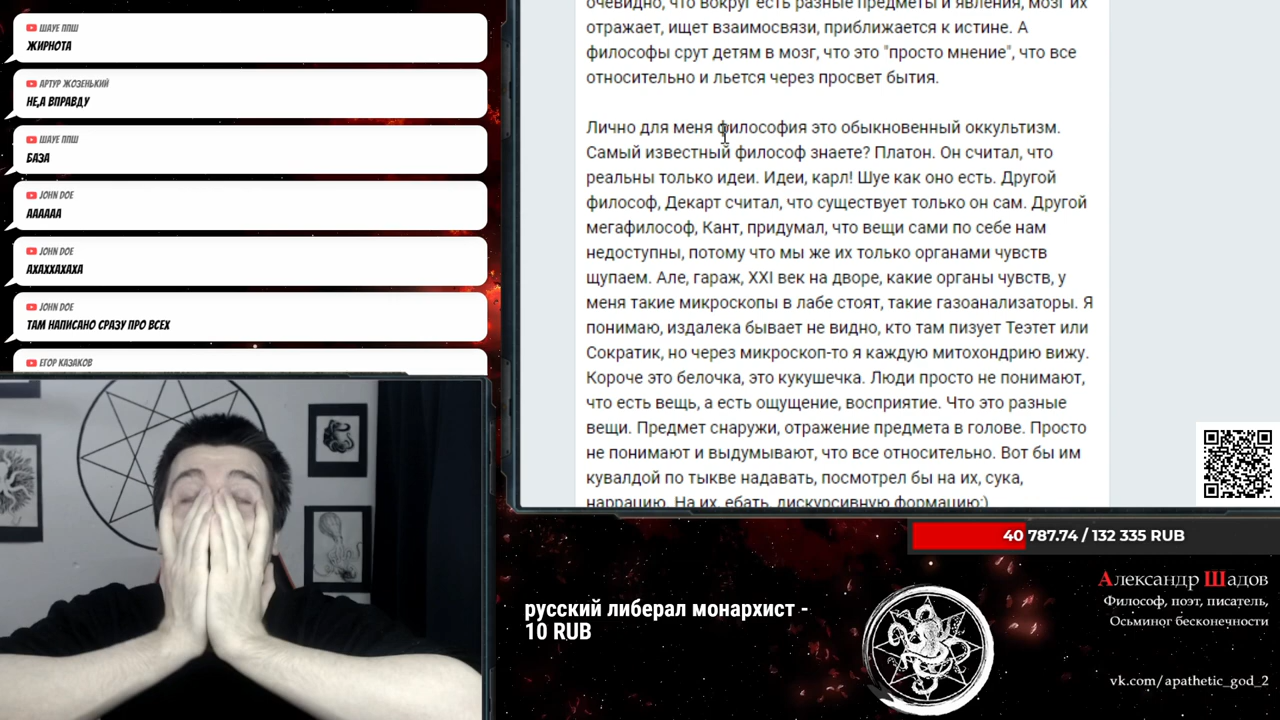 ШАУЕ ППШ
ЖИРНОТА
АРТУР ЖОЗЕНЬКИЙ
НЕ,А ВПРАВДУ
ШАУЕ ППШ
БАЗА
JOHN DOE
АААААА
JOHN DOE
АХАХХАХАХА
JOHN DOE
ТАМ НАПИСАНО СРАЗУ ПРО ВСЕХ
ЕГОР КАЗАКОВ
очевидно, что вокруг есть разные предметы и явления, мозг их
отражает, ищет взаимосвязи, приближается к истине. А
философы срут детям в мозг, что это "просто мнение", что все
относительно и льется через просвет бытия.
Лично для меня философия это обыкновенный оккультизм.
Самый известный философ знаете? Платон. Он считал, что
реальны только идеи. Идеи, карл! Шуе как оно есть. Другой
философ, Декарт считал, что существует только он сам. Другой
мегафилософ, Кант, придумал, что вещи сами по себе нам
недоступны, потому что мы же их только органами чувств
щупаем. Але, гараж, XXI век на дворе, какие органы чувств, у
меня такие микроскопы в лабе стоят, такие газоанализаторы. Я
понимаю, издалека бывает не видно, кто там пизует Теэтет или
Сократик, но через микроскоп-то я каждую митохондрию вижу.
Короче это белочка, это кукушечка. Люди просто не понимают,
что есть вещь, а есть ощущение, восприятие. Что это разные
вещи. Предмет снаружи, отражение предмета в голове. Просто
не понимают и выдумывают, что все относительно. Вот бы им
кувалдой по тыкве надавать, посмотрел бы на их, сука,
наррацию. На их, ебать, дискурсивную формацию:)
40 787.74 / 132 335 RUB
русский либерал монархист -
10 RUB
Александр Шадов
Философ, поэт, писатель,
Осьминог бесконечности
vk.com/apathetic_god_2